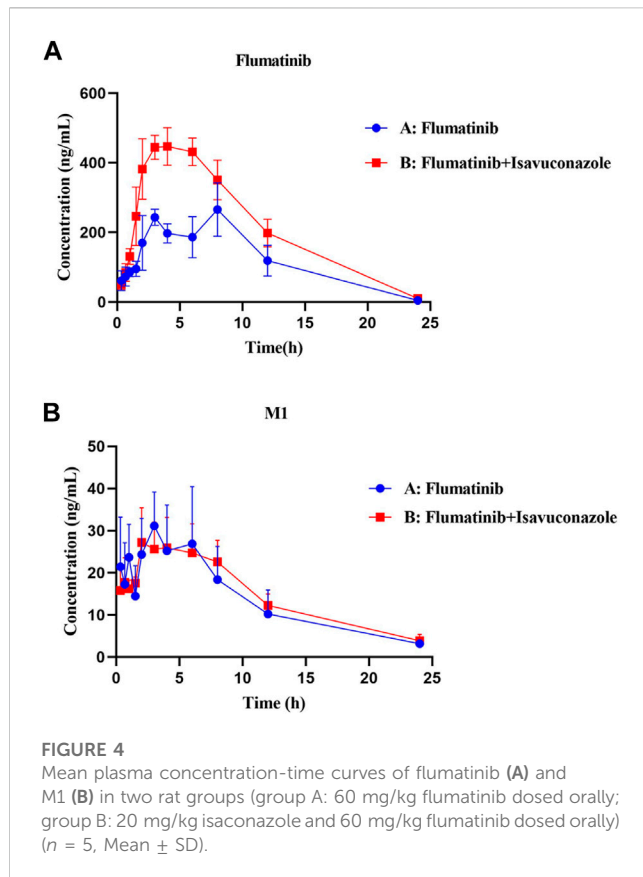 A
Flumatinib
600
400
200
0
Concentration (ng/mL)
A: Flumatinib
B: Flumatinib+Isavuconazole
0 5 10 15 20 25
Time(h)
B
M1
50
40
30
20
10
0
Concentration (ng/mL)
A: Flumatinib
B: Flumatinib+Isavuconazole
0 5 10 15 20 25
Time (h)
FIGURE 4
Mean plasma concentration-time curves of flumatinib (A) and
M1 (B) in two rat groups (group A: 60 mg/kg flumatinib dosed orally;
group B: 20 mg/kg isaconazole and 60 mg/kg flumatinib dosed orally)
(n = 5, Mean ± SD).